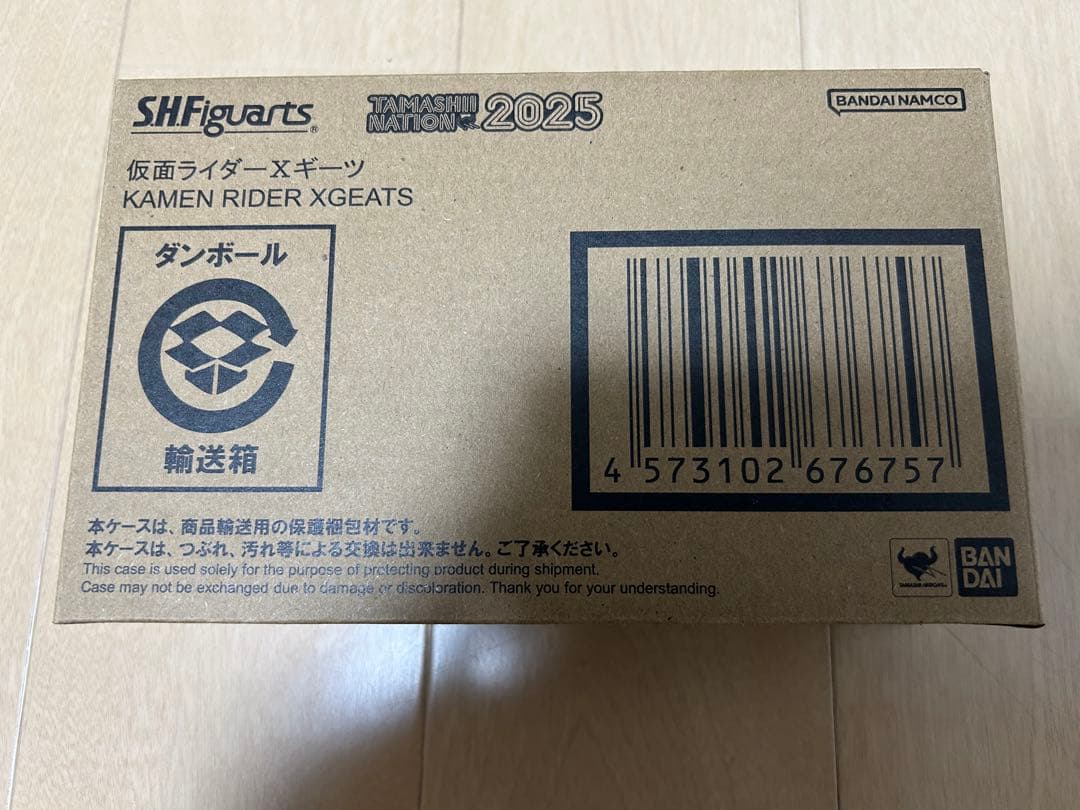 S.H.Figuarts®
TAMASHII NATION 2025
BANDAI NAMCO
仮面ライダーXギーツ
KAMEN RIDER XGEATS
ダンボール
輸送箱
4 573102 676757
本ケースは、商品輸送用の保護梱包材です。
本ケースは、つぶれ、汚れ等による交換は出来ません。ご了承ください。
This case is used solely for the purpose of protecting product during shipment.
Case may not be exchanged due to damage or discoloration. Thank you for your understanding.
TAMASHII NATIONS
BAN
DAI